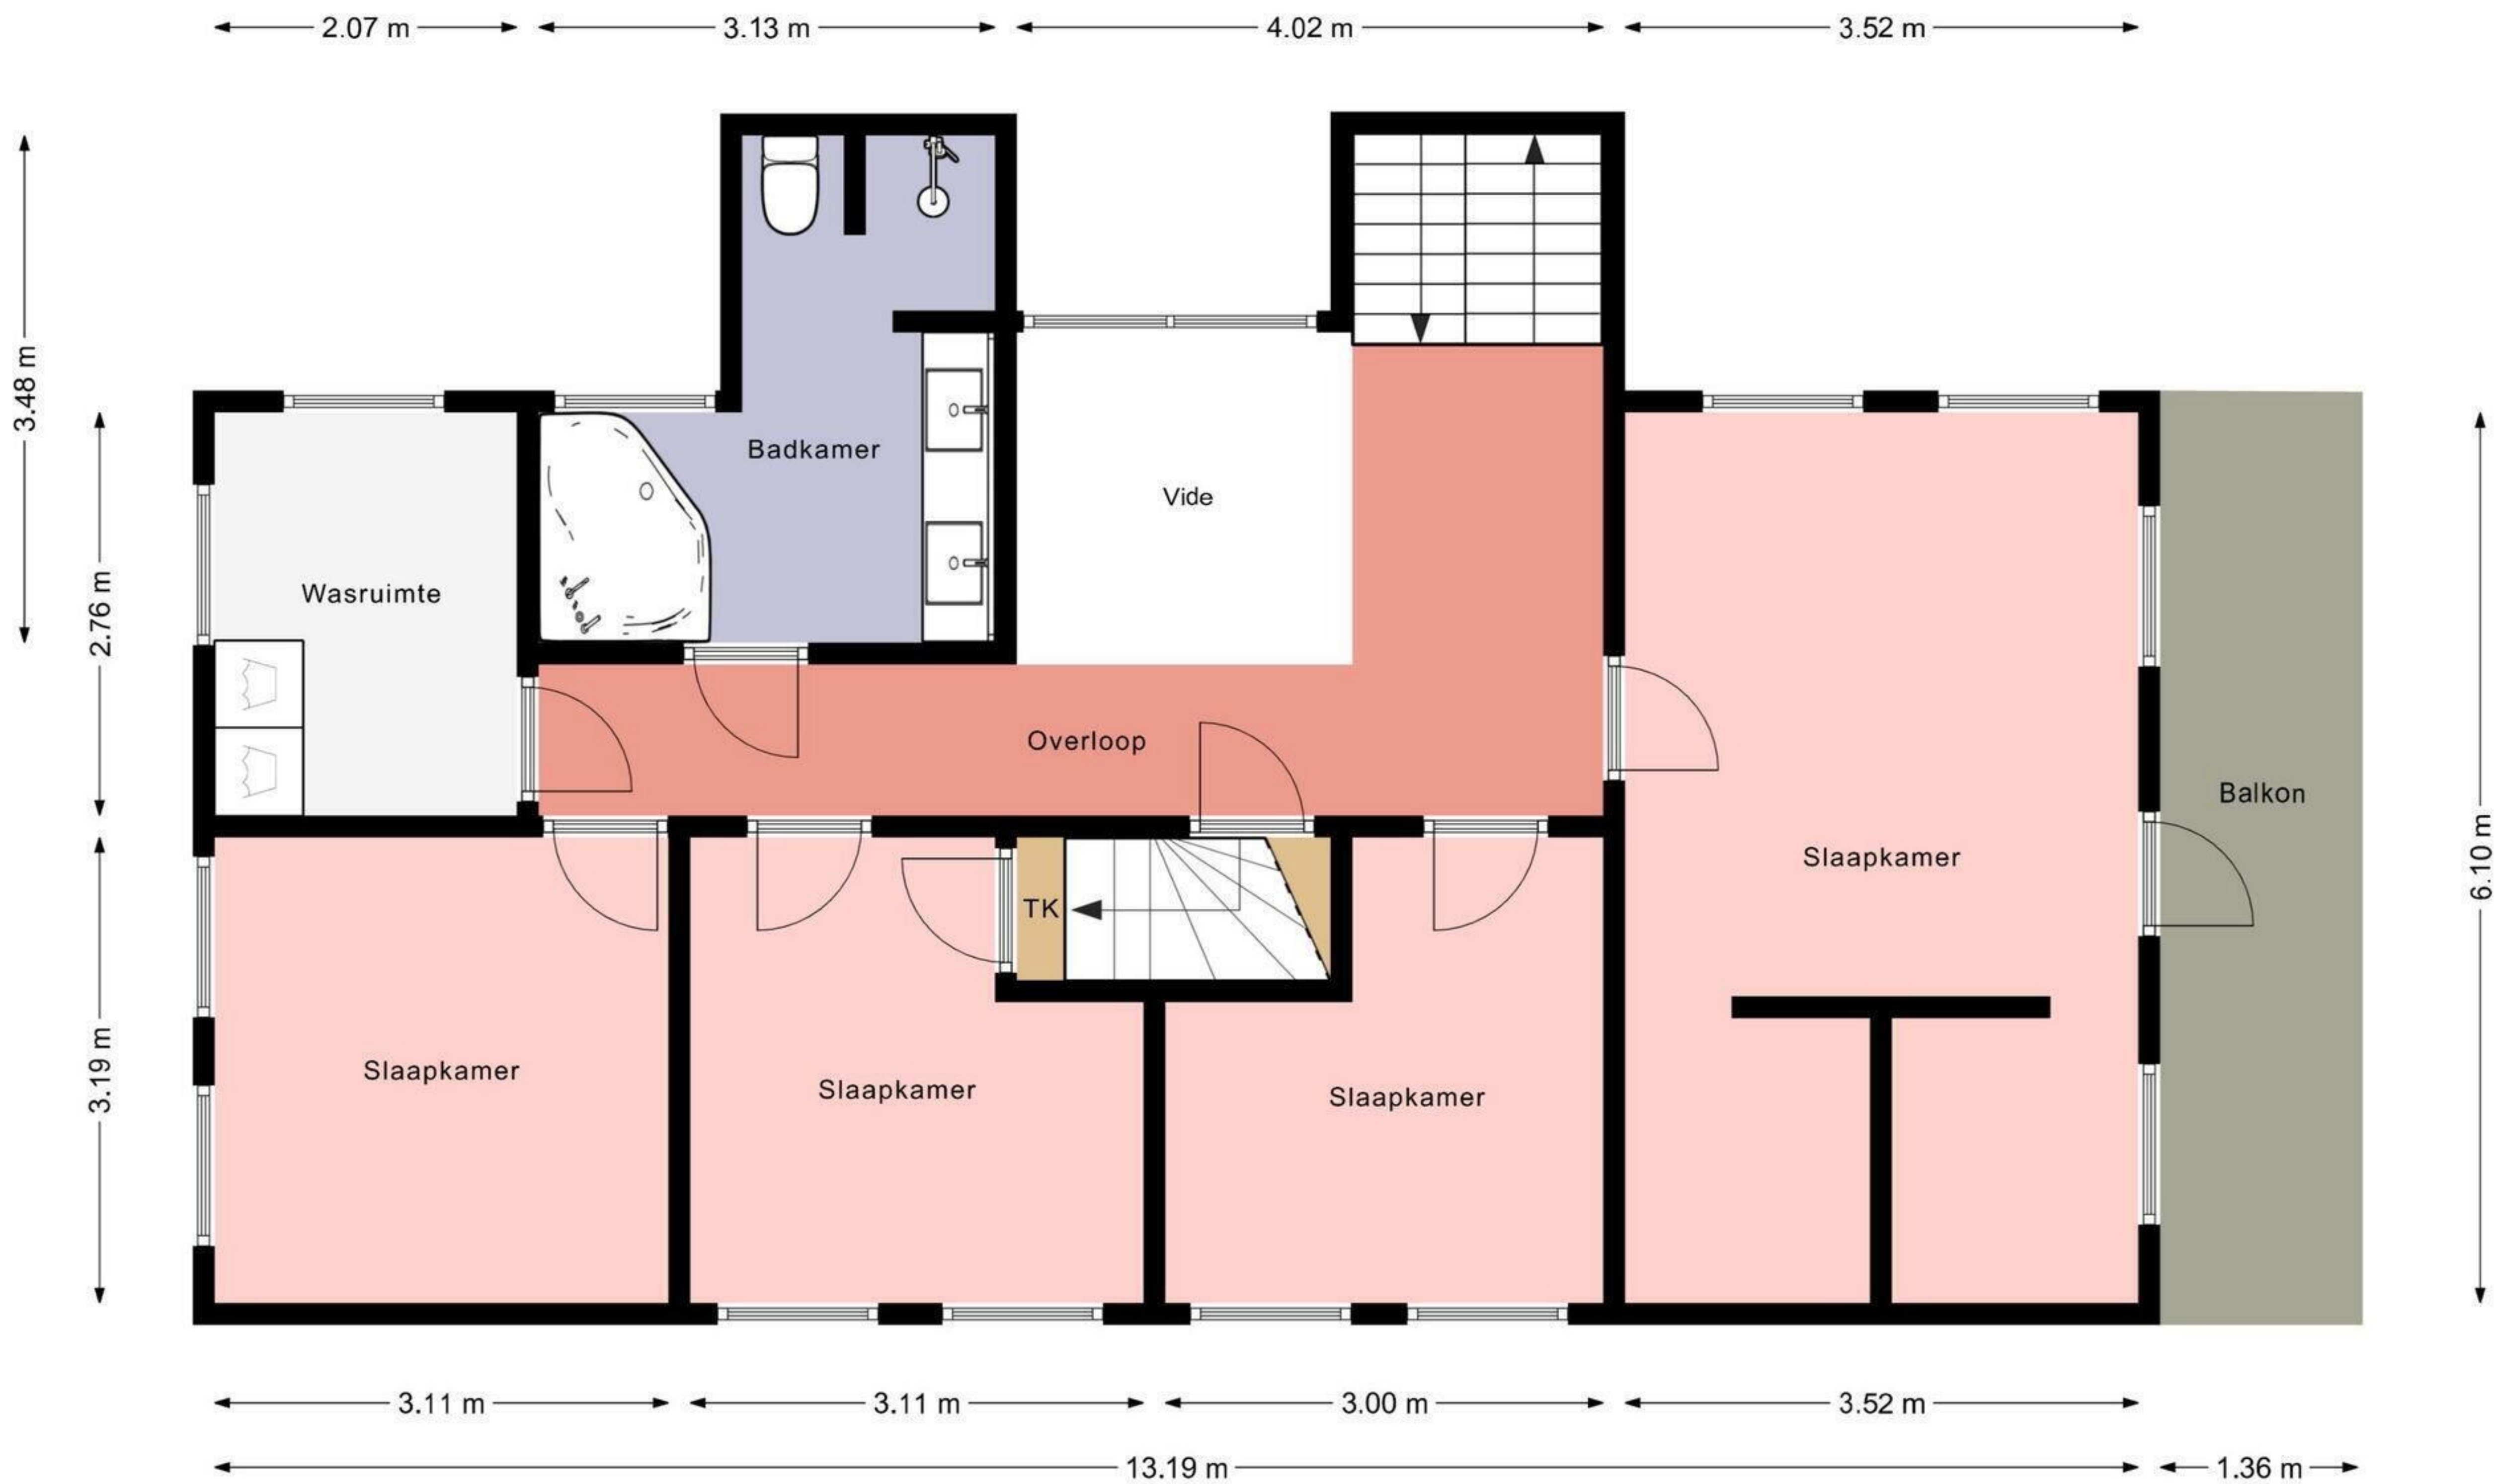 2.07 m
3.13 m
4.02 m
3.52 m
3.48 m
2.76 m
Badkamer
Vide
Wasruimte
Overloop
Balkon
Slaapkamer
6.10 m
TK
3.19 m
Slaapkamer
Slaapkamer
Slaapkamer
3.11 m
3.11 m
3.00 m
3.52 m
13.19 m
1.36 m